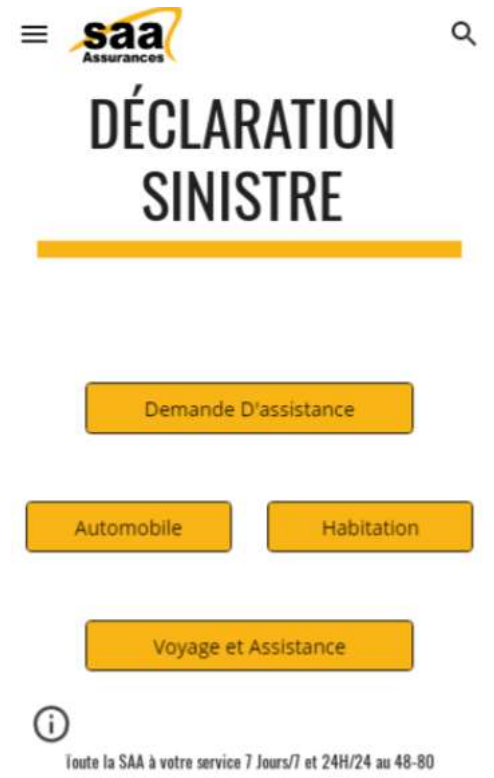 saa
Assurances
DÉCLARATION
SINISTRE
Demande D'assistance
Automobile
Habitation
Voyage et Assistance
Toute la SAA à votre service 7 Jours/7 et 24H/24 au 48-80